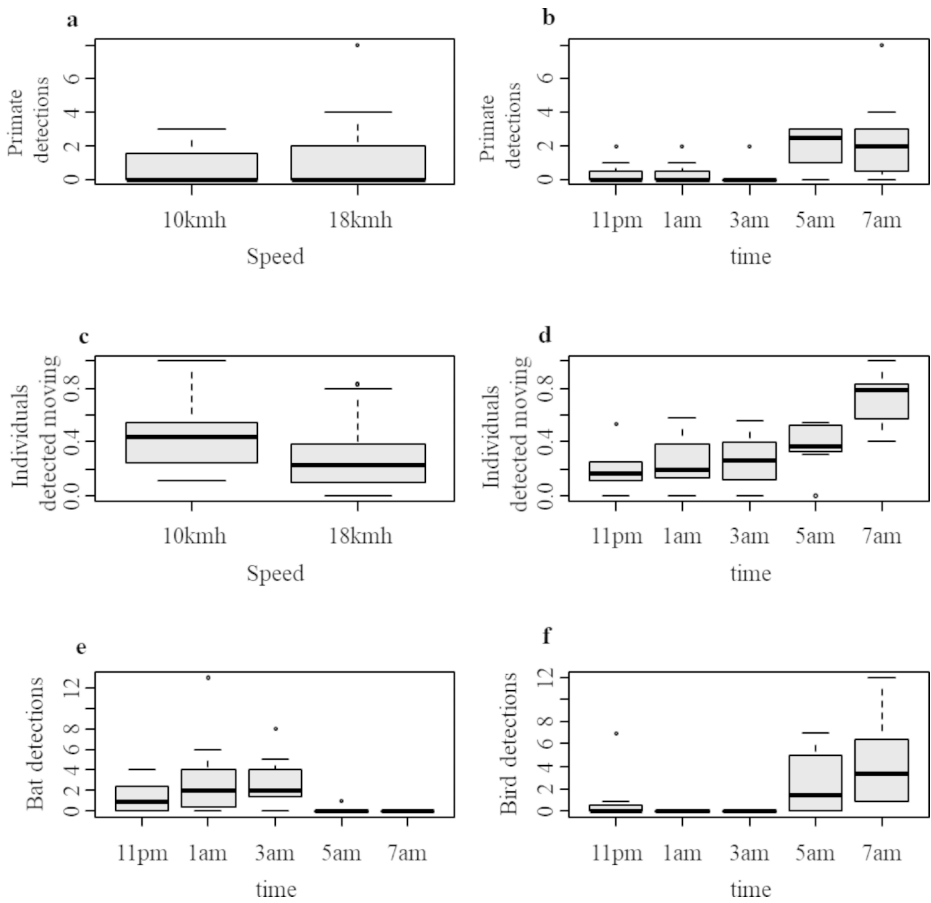 a
Primate
detections
0 2 4 6
10kmh 18kmh
Speed
b
Primate
detections
0 2 4 6
11pm 1am 3am 5am 7am
time
c
Individuals
detected moving
0.0 0.4 0.8
10kmh 18kmh
Speed
d
Individuals
detected moving
0.0 0.4 0.8
11pm 1am 3am 5am 7am
time
e
Bat detections
0 2 4 6 8 12
11pm 1am 3am 5am 7am
time
f
Bird detections
0 2 4 6 8 12
11pm 1am 3am 5am 7am
time